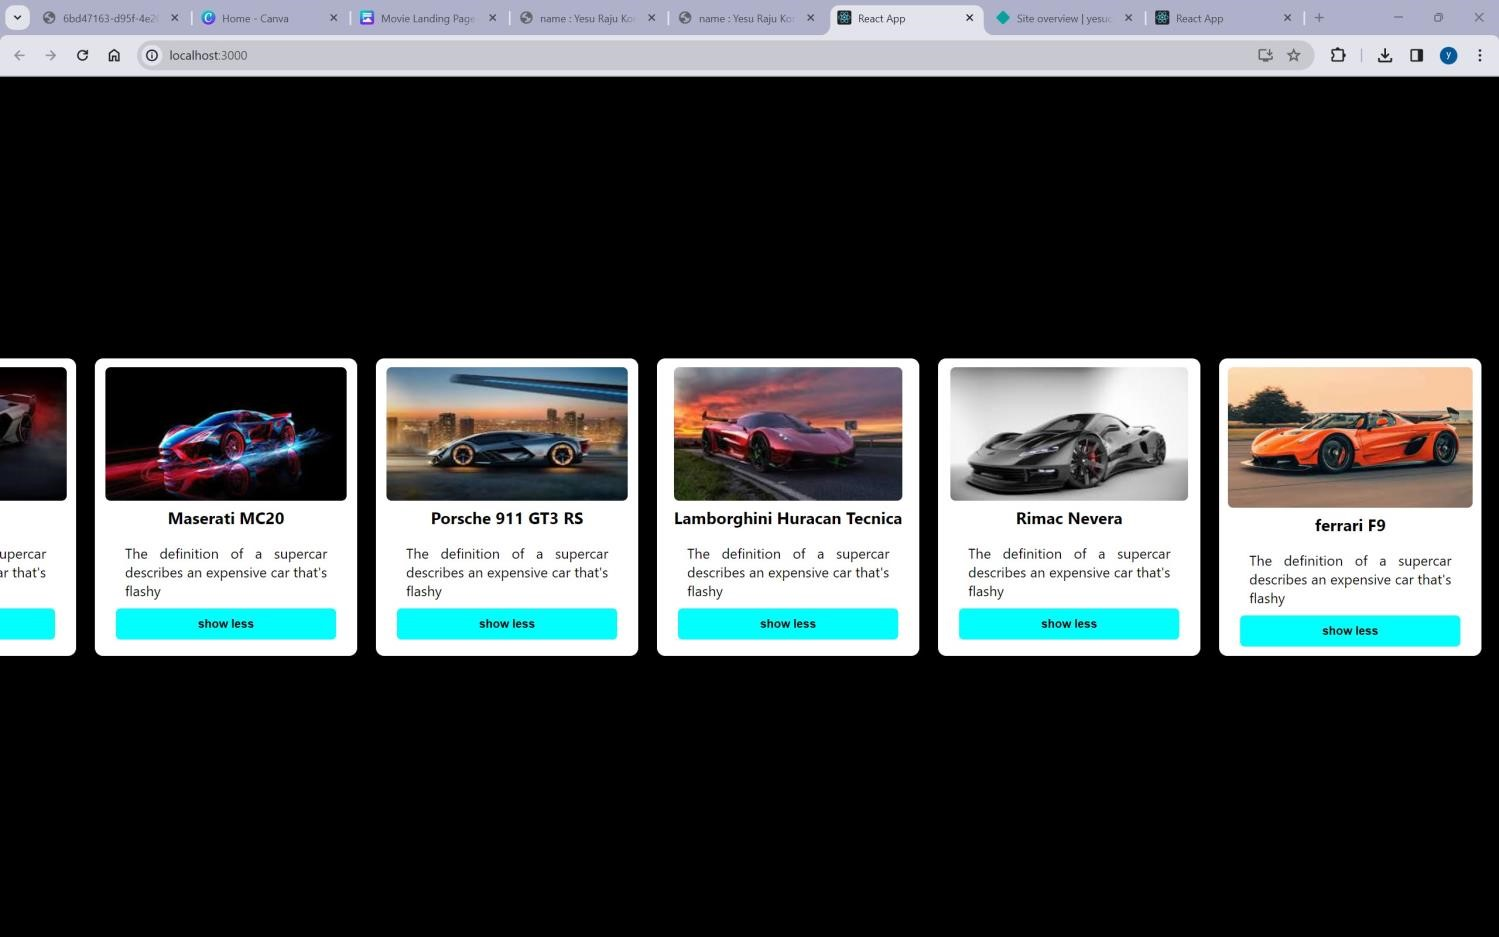 6bd47163-d95f-4e2
Home - Canva
Movie Landing Page
name : Yesu Raju Ko
name : Yesu Raju Ko
React App
Site overview | yesu
React App
localhost:3000
y
upercar
ar that's
Maserati MC20
The definition of a supercar
describes an expensive car that's
flashy
show less
Porsche 911 GT3 RS
The definition of a supercar
describes an expensive car that's
flashy
show less
Lamborghini Huracan Tecnica
The definition of a supercar
describes an expensive car that's
flashy
show less
Rimac Nevera
The definition of a supercar
describes an expensive car that's
flashy
show less
ferrari F9
The definition of a supercar
describes an expensive car that's
flashy
show less